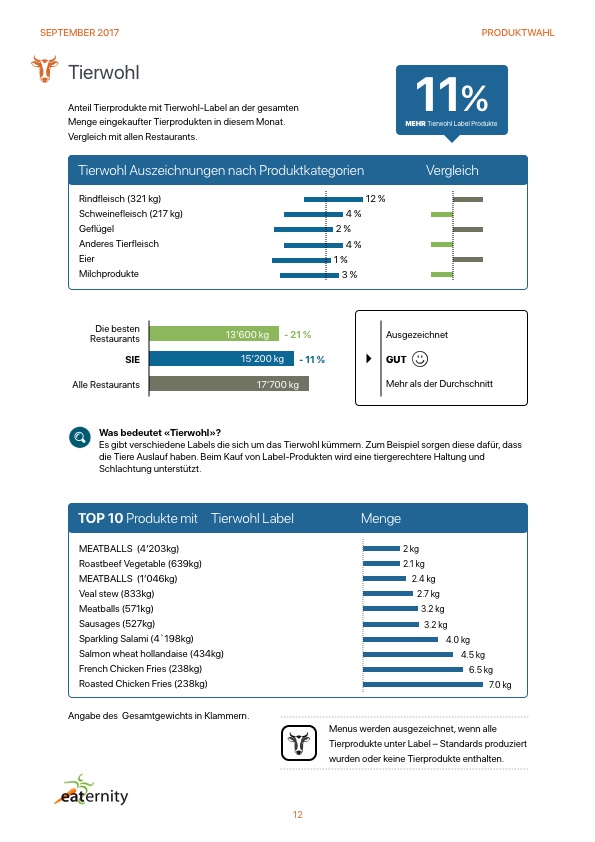 SEPTEMBER 2017 PRODUKTWAHL
Tierwohl
11%
MEHR Tierwohl Label Produkte
Anteil Tierprodukte mit Tierwohl-Label an der gesamten
Menge eingekaufter Tierprodukten in diesem Monat.
Vergleich mit allen Restaurants.
Tierwohl Auszeichnungen nach Produktkategorien Vergleich
Rindfleisch (321 kg) 12 %
Schweinefleisch (217 kg) 4 %
Geflügel 2 %
Anderes Tierfleisch 4 %
Eier 1 %
Milchprodukte 3 %
Die besten
Restaurants 13'600 kg - 21 %
SIE 15'200 kg - 11 %
Alle Restaurants 17'700 kg
Ausgezeichnet
GUT
Mehr als der Durchschnitt
Was bedeutet «Tierwohl»?
Es gibt verschiedene Labels die sich um das Tierwohl kümmern. Zum Beispiel sorgen diese dafür, dass
die Tiere Auslauf haben. Beim Kauf von Label-Produkten wird eine tiergerechtere Haltung und
Schlachtung unterstützt.
TOP 10 Produkte mit Tierwohl Label Menge
MEATBALLS (4'203kg) 2 kg
Roastbeef Vegetable (639kg) 2.1 kg
MEATBALLS (1'046kg) 2.4 kg
Veal stew (833kg) 2.7 kg
Meatballs (571kg) 3.2 kg
Sausages (527kg) 3.2 kg
Sparkling Salami (4`198kg) 4.0 kg
Salmon wheat hollandaise (434kg) 4.5 kg
French Chicken Fries (238kg) 6.5 kg
Roasted Chicken Fries (238kg) 7.0 kg
Angabe des Gesamtgewichts in Klammern.
Menus werden ausgezeichnet, wenn alle
Tierprodukte unter Label – Standards produziert
wurden oder keine Tierprodukte enthalten.
eaternity
12